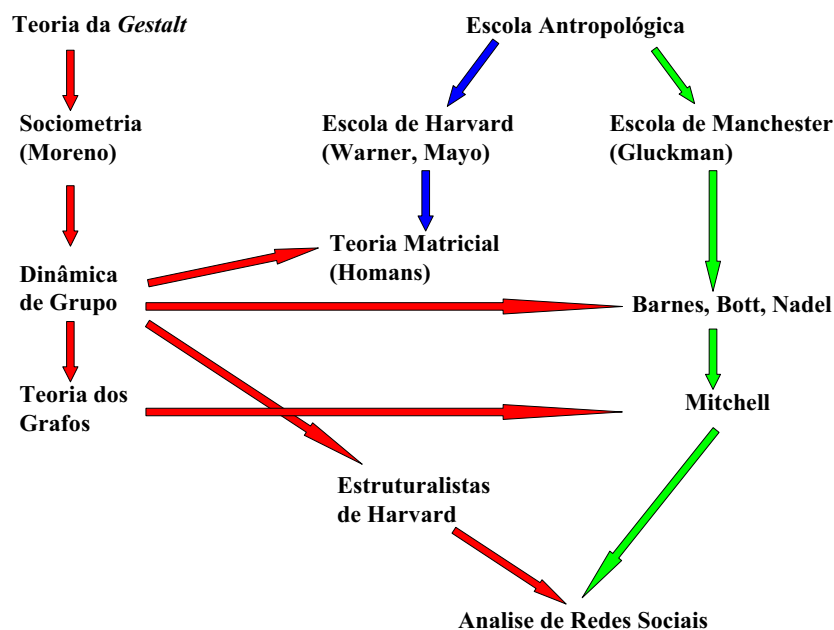 Teoria da Gestalt
Escola Antropológica
Sociometria
(Moreno)
Escola de Harvard
(Warner, Mayo)
Escola de Manchester
(Gluckman)
Teoria Matricial
(Homans)
Dinâmica
de Grupo
Barnes, Bott, Nadel
Teoria dos
Grafos
Mitchell
Estruturalistas
de Harvard
Analise de Redes Sociais